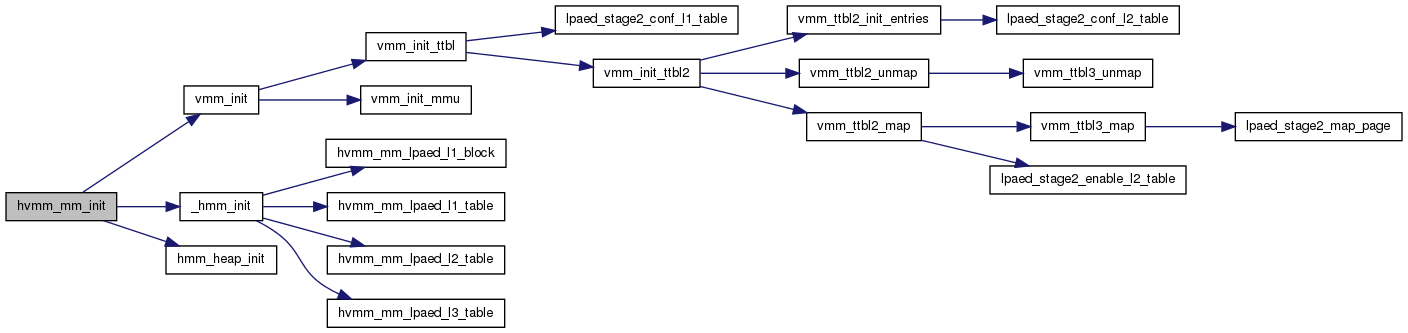 lpaed_stage2_conf_l1_table
vmm_ttbl2_init_entries
lpaed_stage2_conf_l2_table
vmm_init_ttbl
vmm_init_ttbl2
vmm_ttbl2_unmap
vmm_ttbl3_unmap
vmm_init
vmm_init_mmu
vmm_ttbl2_map
vmm_ttbl3_map
lpaed_stage2_map_page
hvmm_mm_lpaed_l1_block
lpaed_stage2_enable_l2_table
hvmm_mm_init
_hmm_init
hvmm_mm_lpaed_l1_table
hmm_heap_init
hvmm_mm_lpaed_l2_table
hvmm_mm_lpaed_l3_table